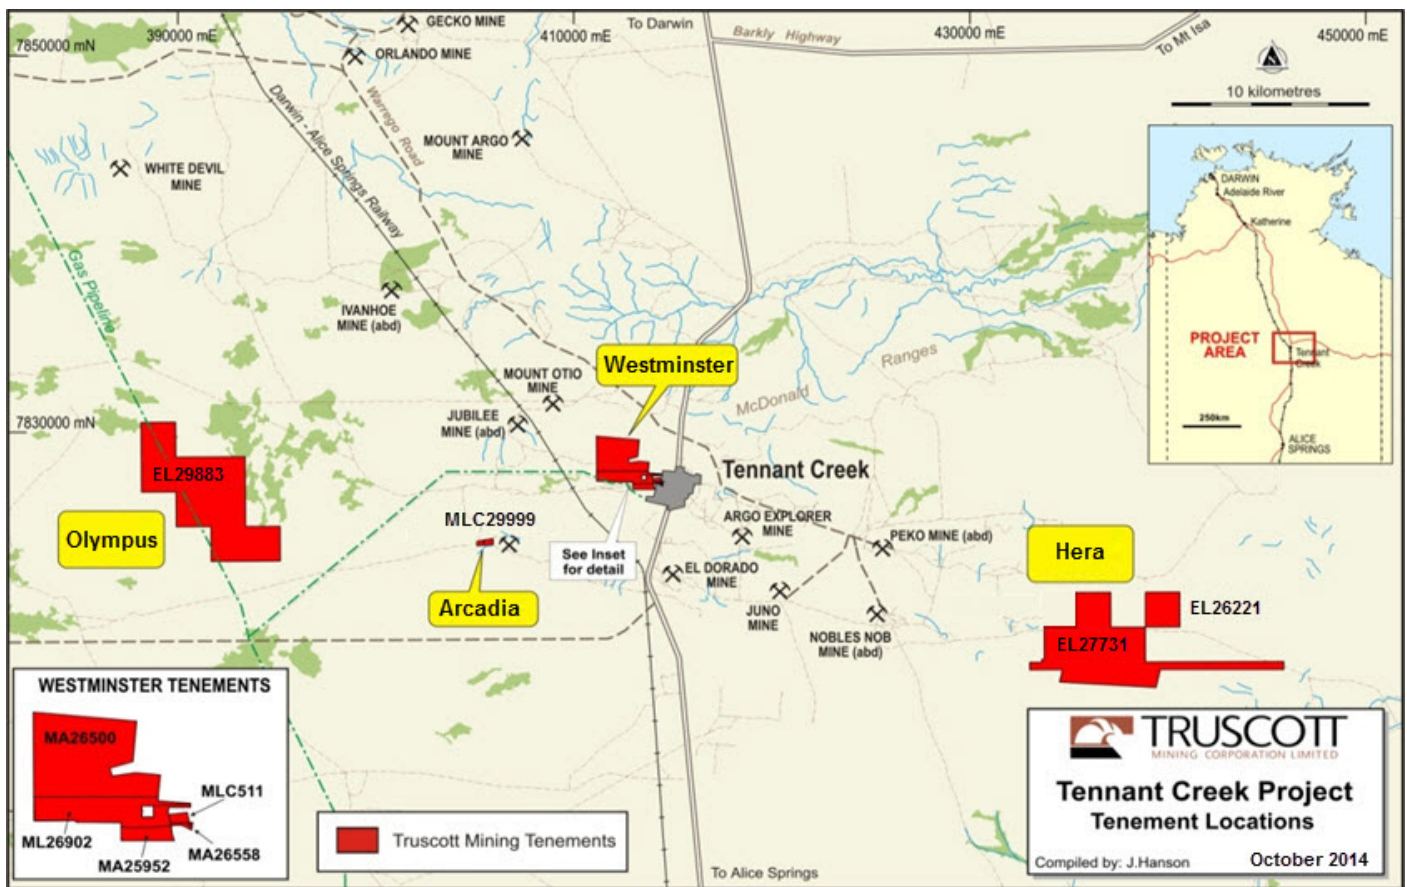 7850000 mN
390000 mE
GECKO MINE
410000 mE
To Darwin
Barkly Highway
430000 mE
To Mt Isa
450000 mE
ORLANDO MINE
Warrego Road
Darwin - Alice Springs Railway
MOUNT ARGO
MINE
WHITE DEVIL
MINE
10 kilometres
DARWIN
Adelaide River
Katherine
PROJECT
AREA
Tennant
Creek
250km
ALICE
SPRINGS
Gas Pipeline
IVANHOE
MINE (abd)
Westminster
Ranges
McDonald
MOUNT OTIO
MINE
JUBILEE
MINE (abd)
7830000 mN
EL29883
Olympus
Tennant Creek
MLC29999
ARGO EXPLORER
MINE
PEKO MINE (abd)
See Inset
for detail
EL DORADO
MINE
Arcadia
JUNO
MINE
NOBLES NOB
MINE (abd)
Hera
EL26221
EL27731
WESTMINSTER TENEMENTS
MA26500
MLC511
ML26902
MA26558
MA25952
Truscott Mining Tenements
To Alice Springs
TRUSCOTT
MINING CORPORATION LIMITED
Tennant Creek Project
Tenement Locations
Compiled by: J.Hanson
October 2014